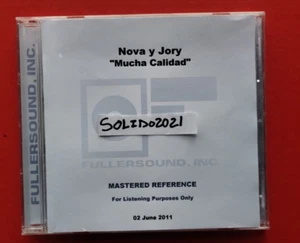 FULLERSOUND, INC.
Nova y Jory
"Mucha Calidad"
SOLIDO2021
FULLERSOUND, INC.
MASTERED REFERENCE
For Listening Purposes Only
02 June 2011